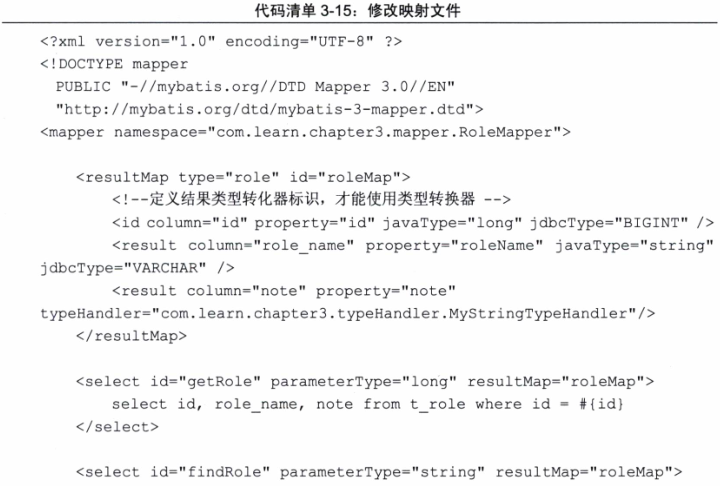 代码清单 3-15：修改映射文件
<?xml version="1.0" encoding="UTF-8" ?>
<!DOCTYPE mapper
PUBLIC "-//mybatis.org//DTD Mapper 3.0//EN"
"http://mybatis.org/dtd/mybatis-3-mapper.dtd">
<mapper namespace="com.learn.chapter3.mapper.RoleMapper">
<resultMap type="role" id="roleMap">
<!--定义结果类型转化器标识，才能使用类型转换器 -->
<id column="id" property="id" javaType="long" jdbcType="BIGINT" />
<result column="role_name" property="roleName" javaType="string"
jdbcType="VARCHAR" />
<result column="note" property="note"
typeHandler="com.learn.chapter3.typeHandler.MyStringTypeHandler"/>
</resultMap>
<select id="getRole" parameterType="long" resultMap="roleMap">
select id, role_name, note from t_role where id = #{id}
</select>
<select id="findRole" parameterType="string" resultMap="roleMap">